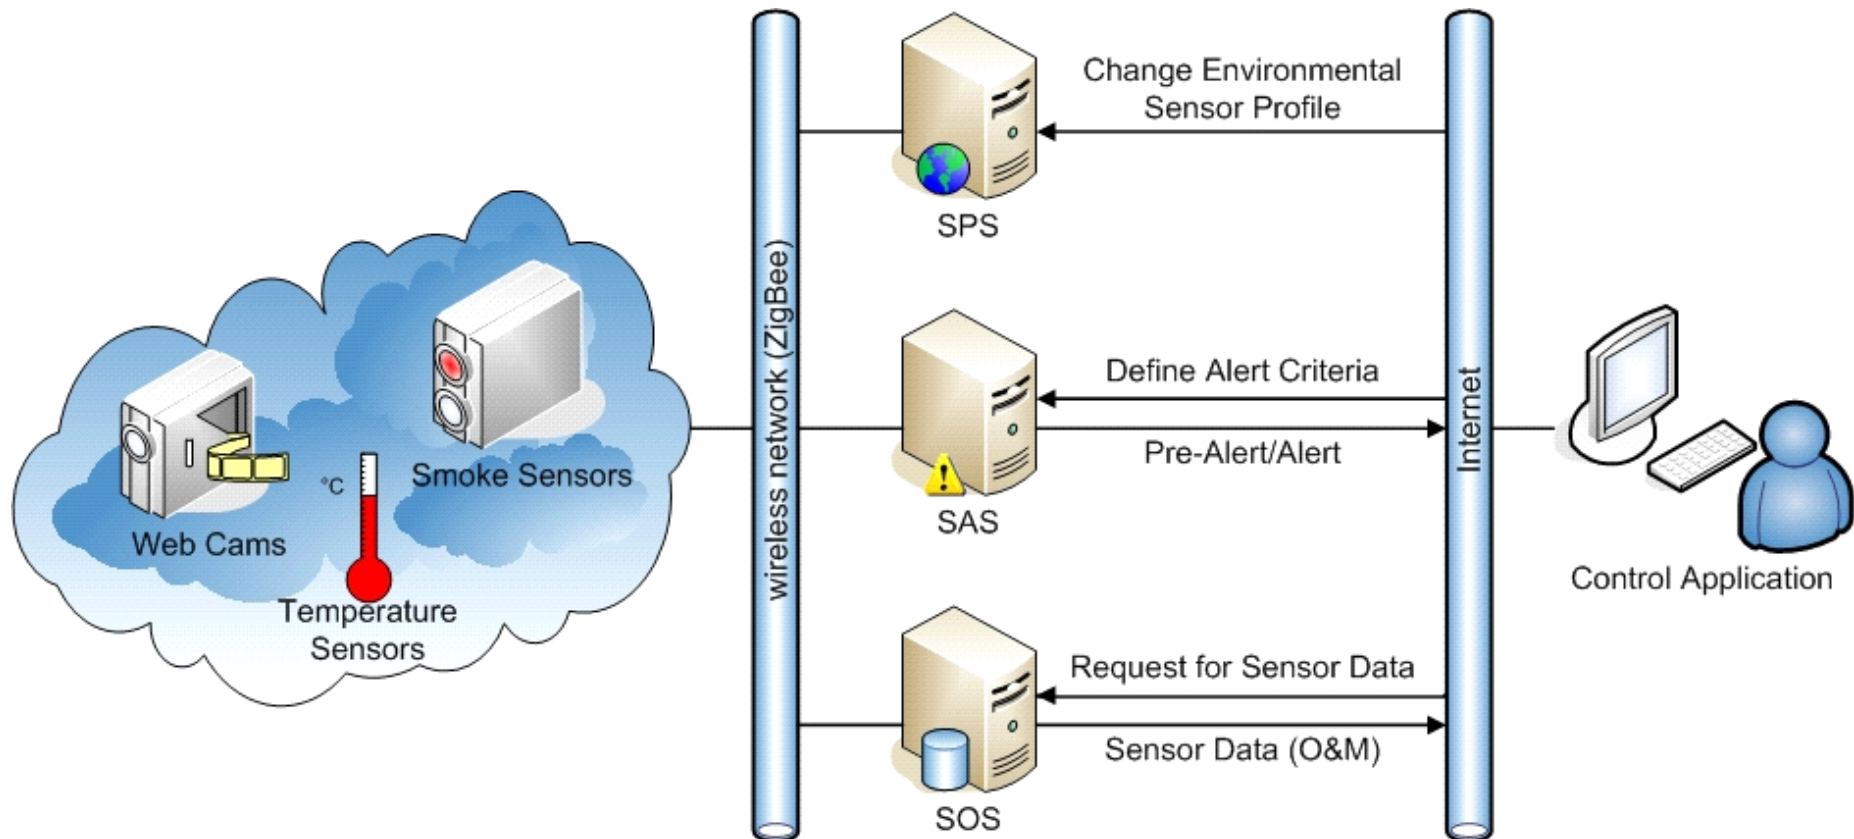 Change Environmental
Sensor Profile
SPS
wireless network (ZigBee)
Smoke Sensors
°C
Web Cams
Temperature
Sensors
Define Alert Criteria
Pre-Alert/Alert
SAS
Internet
Control Application
Request for Sensor Data
Sensor Data (O&M)
SOS